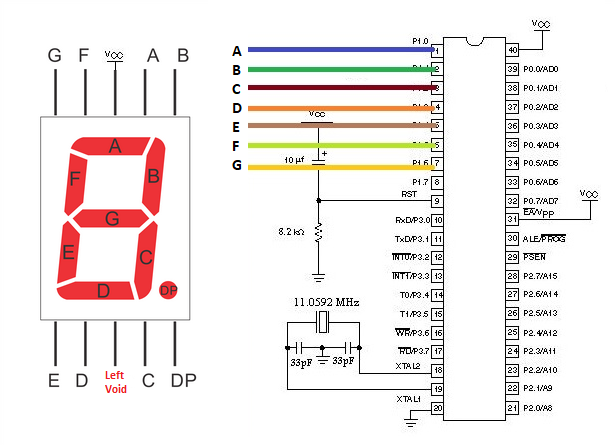 G F VCC A B
A
F B
G
E C
D
DP
E D Left Void C DP
A
B
C
D
E
F
G
VCC
10 µf
+
8.2 kΩ
11.0592 MHz
33pF 33pF
P1.0
1
2
3
4
5
P1.6
7
P1.7 8
RST 9
RxD/P3.0 10
TxD/P3.1 11
INT0/P3.2 12
INT1/P3.3 13
T0/P3.4 14
T1/P3.5 15
WR/P3.6 16
RD/P3.7 17
XTAL2 18
19
XTAL1 20
VCC
40
39 P0.0/AD0
38 P0.1/AD1
37 P0.2/AD2
36 P0.3/AD3
35 P0.4/AD4
34 P0.5/AD5
33 P0.6/AD6
32 P0.7/AD7
VCC
31 EA/VPP
30 ALE/PROG
29 PSEN
28 P2.7/A15
27 P2.6/A14
26 P2.5/A13
25 P2.4/A12
24 P2.3/A11
23 P2.2/A10
22 P2.1/A9
21 P2.0/A8